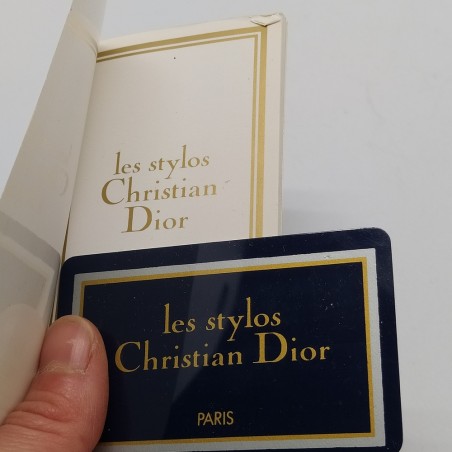 les stylos
Christian
Dior
les stylos
Christian Dior
PARIS